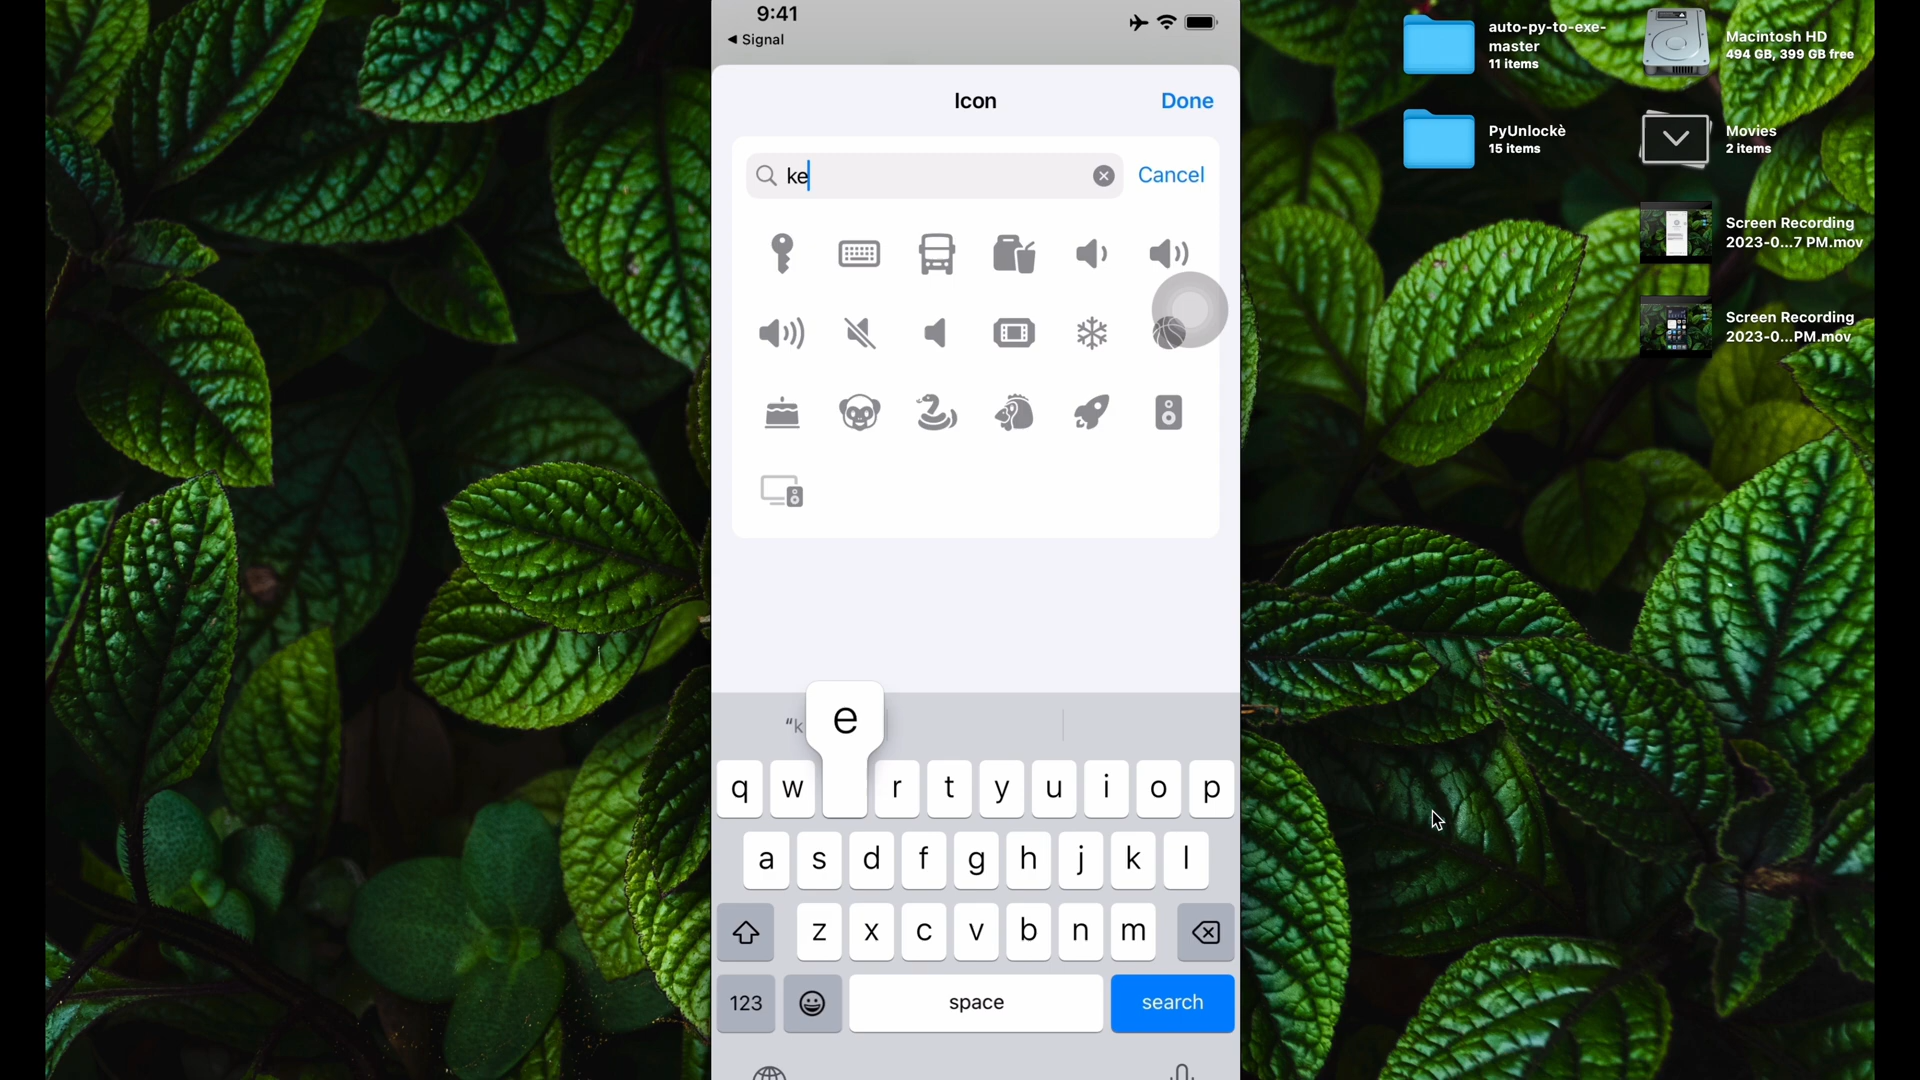 9:41
Signal
Icon
Done
ke
Cancel
"k
e
q w r t y u i o p
a s d f g h j k l
z x c v b n m
123
space
search
auto-py-to-exe-
master
11 items
Macintosh HD
494 GB, 399 GB free
PyUnlockè
15 items
Movies
2 items
Screen Recording
2023-0...7 PM.mov
Screen Recording
2023-0...PM.mov